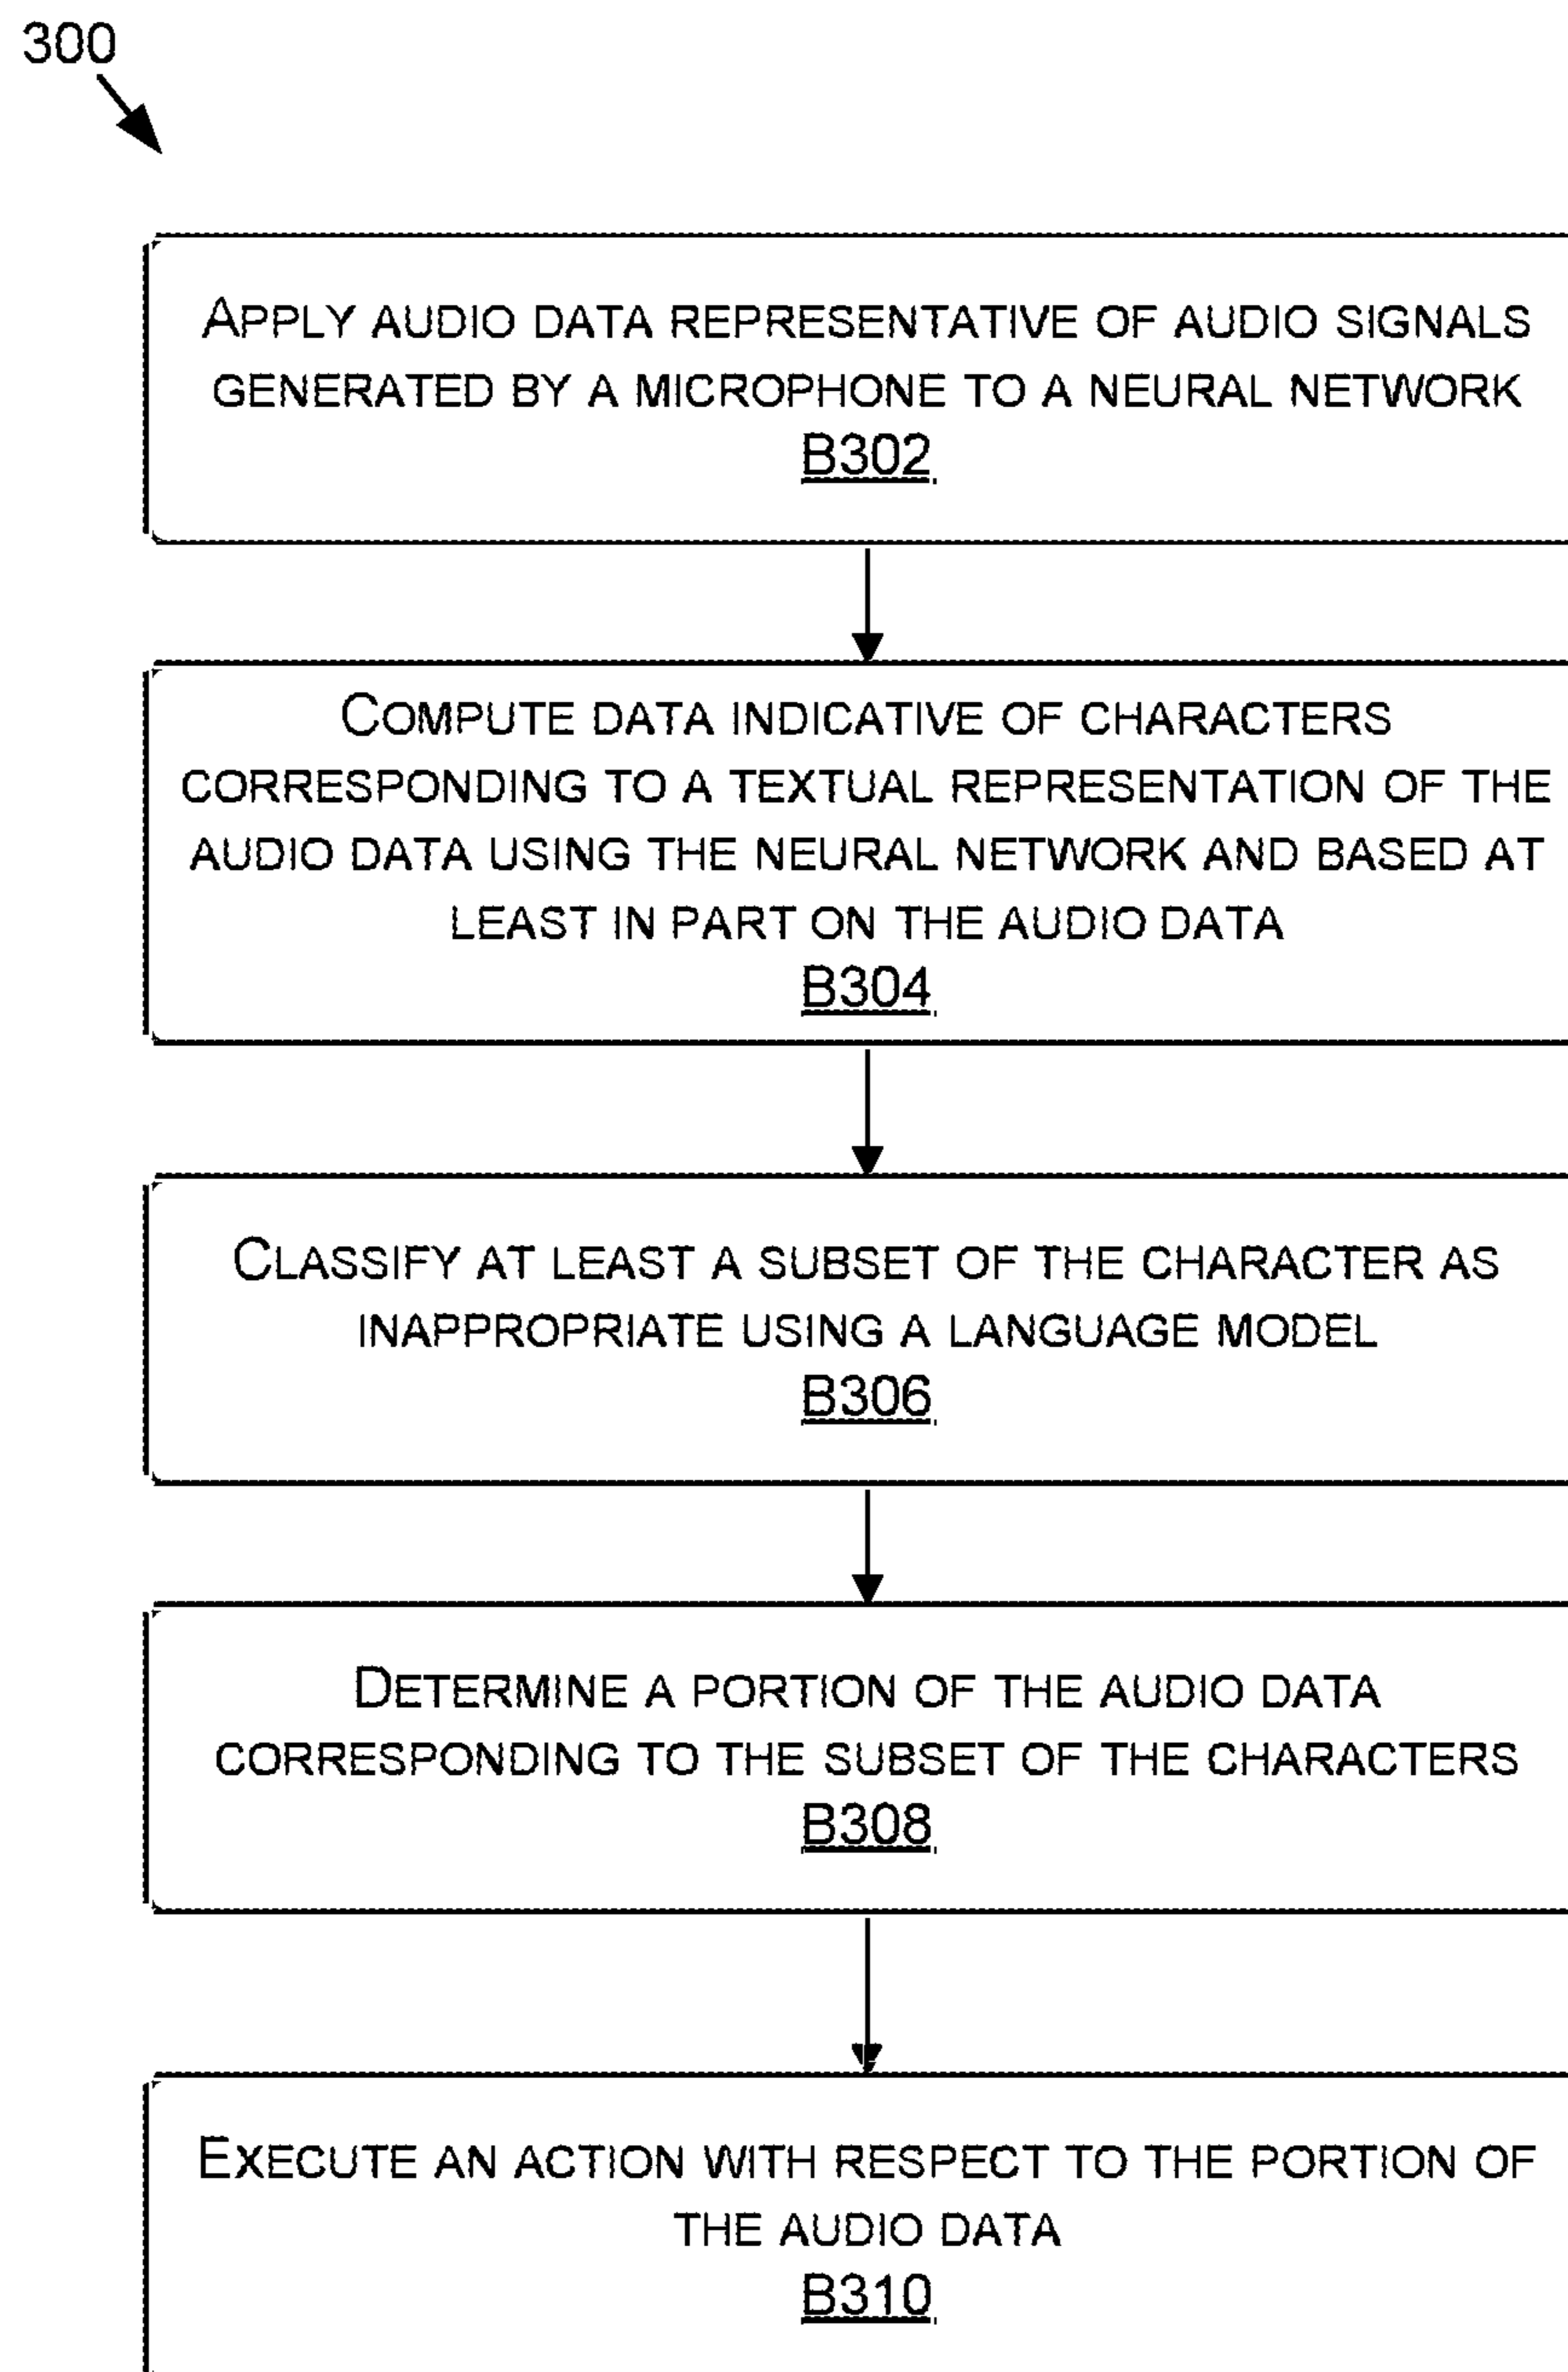 300
APPLY AUDIO DATA REPRESENTATIVE OF AUDIO SIGNALS
GENERATED BY A MICROPHONE TO A NEURAL NETWORK
B302
COMPUTE DATA INDICATIVE OF CHARACTERS
CORRESPONDING TO A TEXTUAL REPRESENTATION OF THE
AUDIO DATA USING THE NEURAL NETWORK AND BASED AT
LEAST IN PART ON THE AUDIO DATA
B304
CLASSIFY AT LEAST A SUBSET OF THE CHARACTER AS
INAPPROPRIATE USING A LANGUAGE MODEL
B306
DETERMINE A PORTION OF THE AUDIO DATA
CORRESPONDING TO THE SUBSET OF THE CHARACTERS
B308
EXECUTE AN ACTION WITH RESPECT TO THE PORTION OF
THE AUDIO DATA
B310